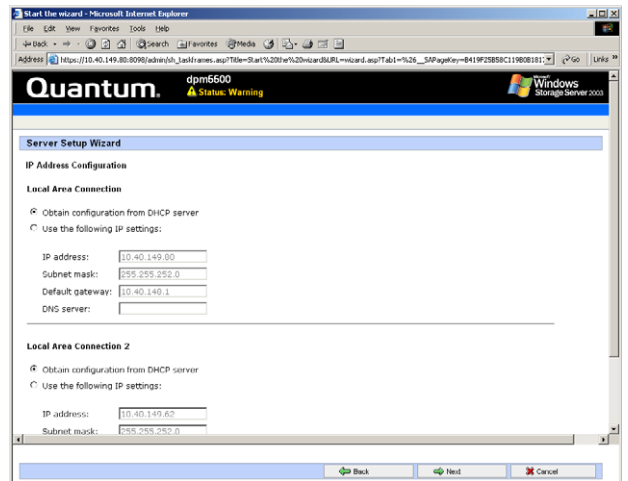 Start the wizard - Microsoft Internet Explorer
File Edit View Favorites Tools Help
Back Search Favorites Media
Address https://10.40.149.80:8098/admin/sh_taskframes.asp?Title=Start%20the%20wizard&URL=wizard.asp?Tab1=%26__SAPageKey= Go Links »
Quantum. dpm5500 Microsoft Windows
Status: Warning Storage Server 2003
Server Setup Wizard
IP Address Configuration
Local Area Connection
Obtain configuration from DHCP server
Use the following IP settings:
IP address: 10.40.149.80
Subnet mask: 255.255.252.0
Default gateway: 10.40.148.1
DNS server:
Local Area Connection 2
Obtain configuration from DHCP server
Use the following IP settings:
IP address: 10.40.149.62
Subnet mask: 255.255.252.0
Back Next Cancel